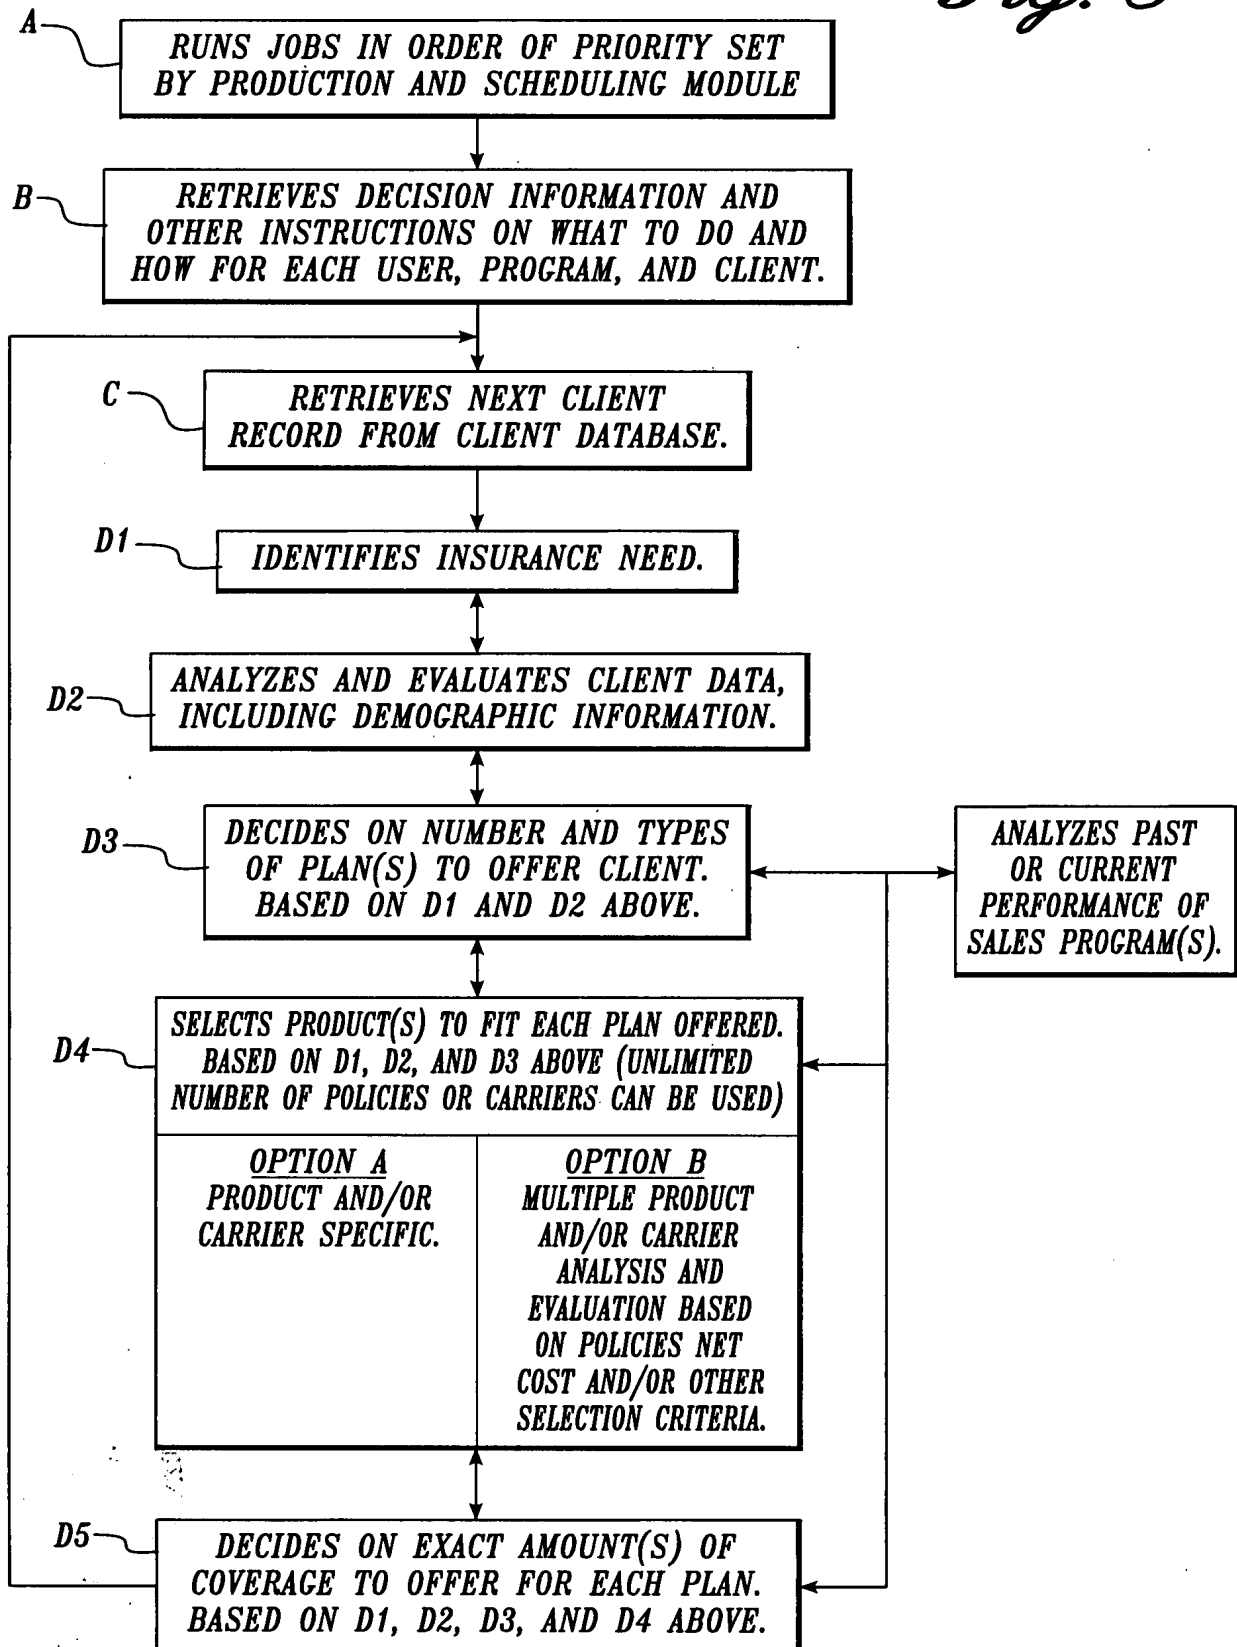 A
RUNS JOBS IN ORDER OF PRIORITY SET
BY PRODUCTION AND SCHEDULING MODULE
B
RETRIEVES DECISION INFORMATION AND
OTHER INSTRUCTIONS ON WHAT TO DO AND
HOW FOR EACH USER, PROGRAM, AND CLIENT.
C
RETRIEVES NEXT CLIENT
RECORD FROM CLIENT DATABASE.
D1
IDENTIFIES INSURANCE NEED.
D2
ANALYZES AND EVALUATES CLIENT DATA,
INCLUDING DEMOGRAPHIC INFORMATION.
D3
DECIDES ON NUMBER AND TYPES
OF PLAN(S) TO OFFER CLIENT.
BASED ON D1 AND D2 ABOVE.
ANALYZES PAST
OR CURRENT
PERFORMANCE OF
SALES PROGRAM(S).
D4
SELECTS PRODUCT(S) TO FIT EACH PLAN OFFERED.
BASED ON D1, D2, AND D3 ABOVE (UNLIMITED
NUMBER OF POLICIES OR CARRIERS CAN BE USED)
OPTION A
PRODUCT AND/OR
CARRIER SPECIFIC.
OPTION B
MULTIPLE PRODUCT
AND/OR CARRIER
ANALYSIS AND
EVALUATION BASED
ON POLICIES NET
COST AND/OR OTHER
SELECTION CRITERIA.
D5
DECIDES ON EXACT AMOUNT(S) OF
COVERAGE TO OFFER FOR EACH PLAN.
BASED ON D1, D2, D3, AND D4 ABOVE.